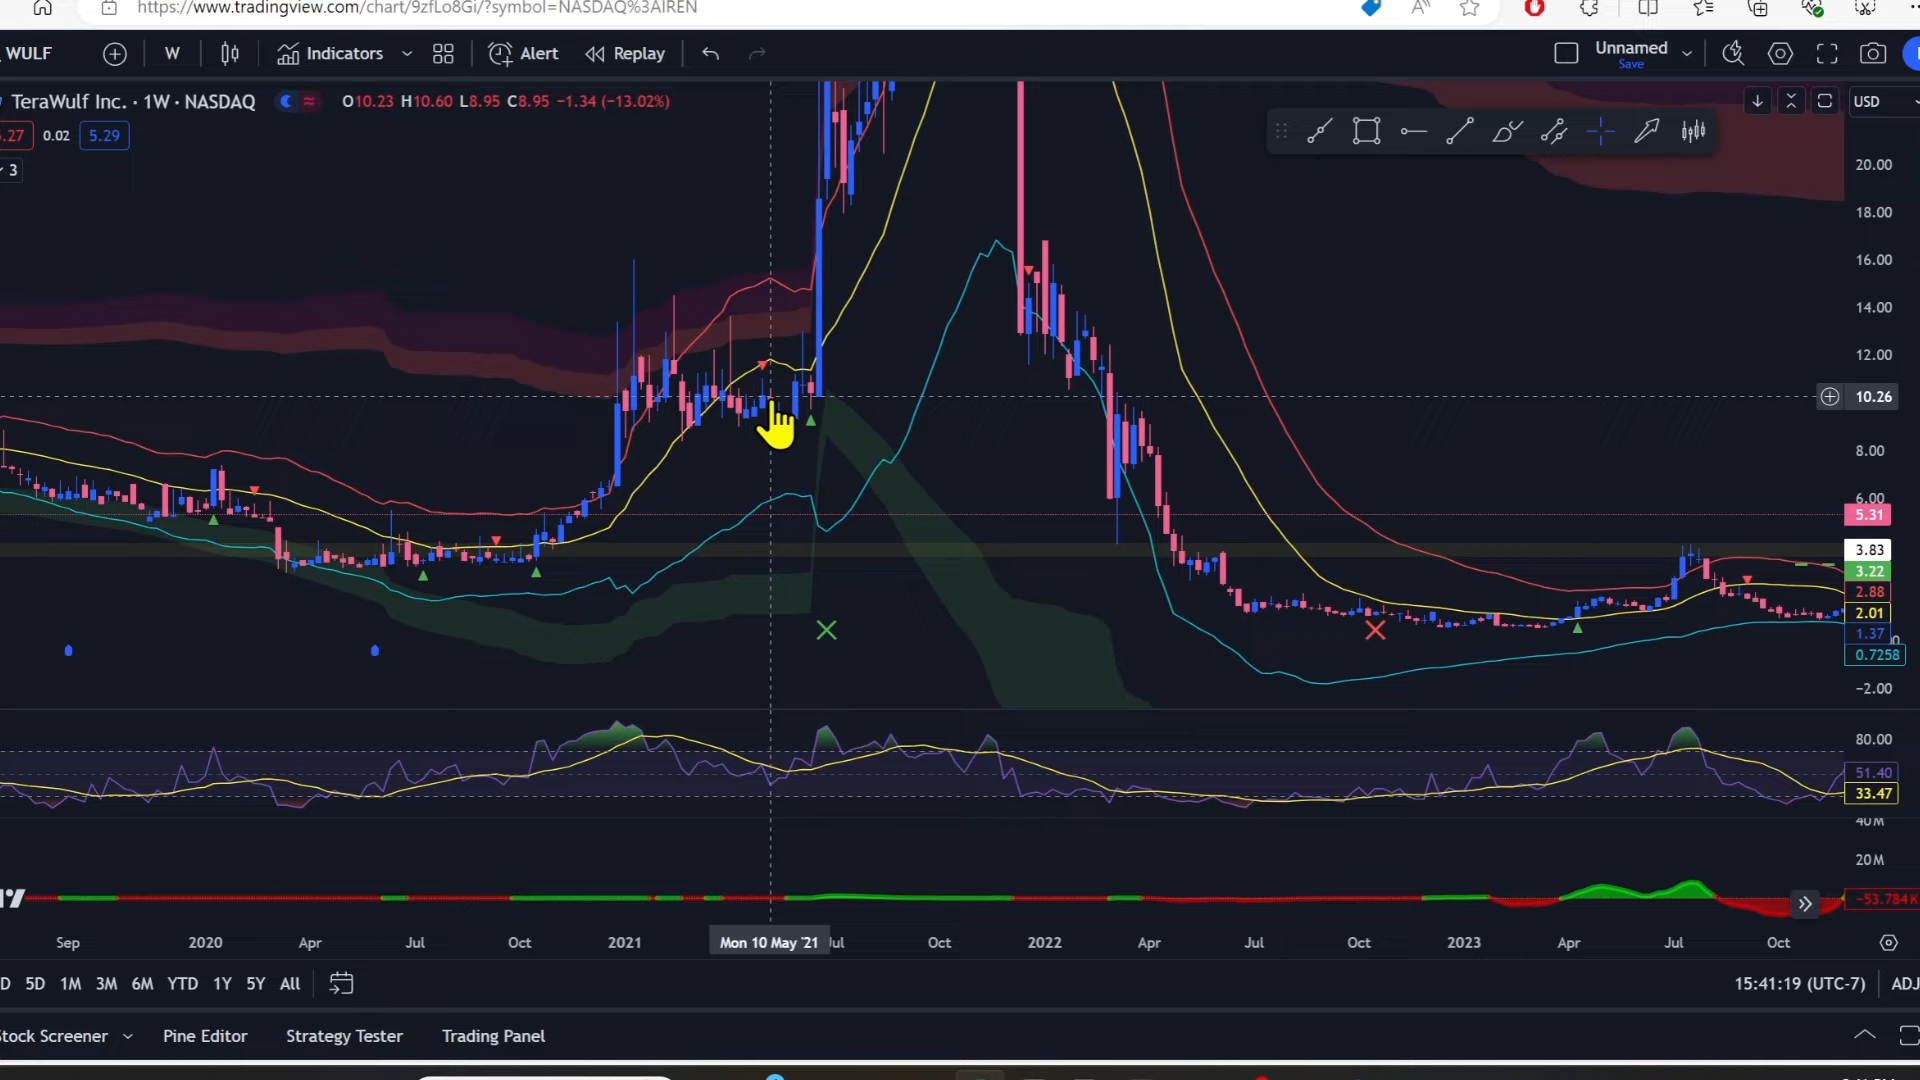 https://www.tradingview.com/chart/9zfLo8Gi/?symbol=NASDAQ%3AIREN
WULF W Indicators Alert Replay Unnamed
Save
TeraWulf Inc. · 1W · NASDAQ O10.23 H10.60 L8.95 C8.95 −1.34 (−13.02%) USD
.27 0.02 5.29
3
20.00
18.00
16.00
14.00
12.00
10.26
8.00
6.00
5.31
3.83
3.22
2.88
2.01
1.37
0.7258
−2.00
80.00
51.40
33.47
40M
20M
−53.784K
Sep 2020 Apr Jul Oct 2021 Mon 10 May '21 Jul Oct 2022 Apr Jul Oct 2023 Apr Jul Oct
D 5D 1M 3M 6M YTD 1Y 5Y All 15:41:19 (UTC-7) ADJ
Stock Screener Pine Editor Strategy Tester Trading Panel